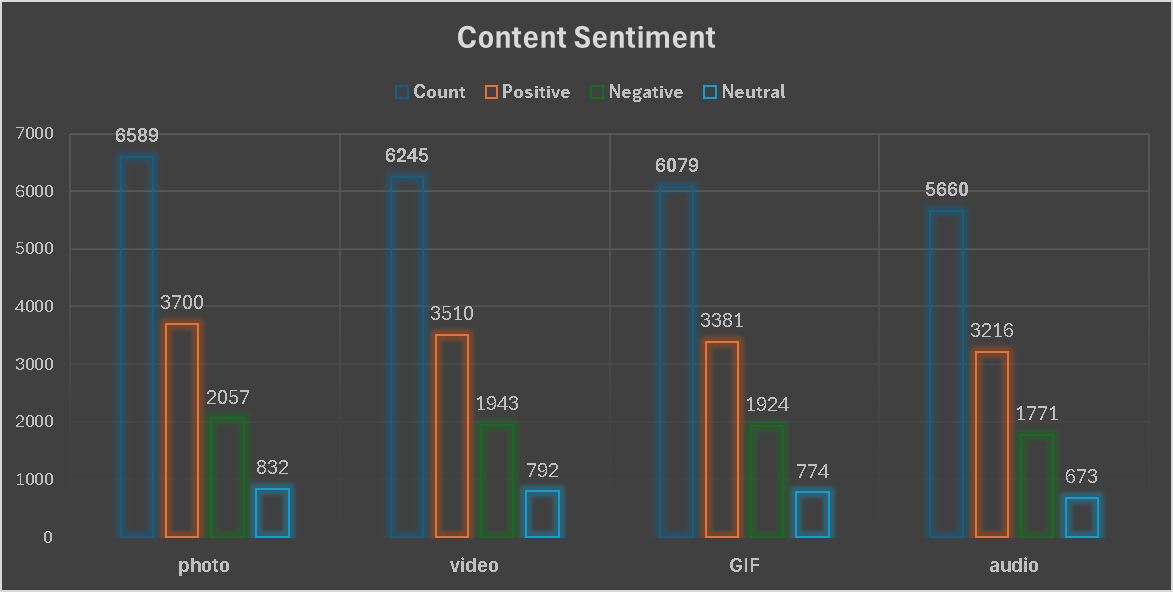 Content Sentiment
Count Positive Negative Neutral
7000
6000
5000
4000
3000
2000
1000
0
6589 3700 2057 832
6245 3510 1943 792
6079 3381 1924 774
5660 3216 1771 673
photo video GIF audio